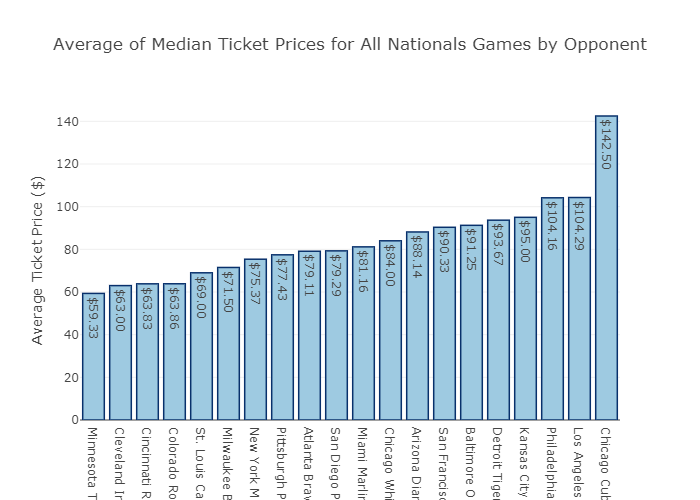 Average of Median Ticket Prices for All Nationals Games by Opponent
Average Ticket Price ($)
140
120
100
80
60
40
20
0
$59.33
$63.00
$63.83
$63.86
$69.00
$71.50
$75.37
$77.43
$79.11
$79.29
$81.16
$84.00
$88.14
$90.33
$91.25
$93.67
$95.00
$104.16
$104.29
$142.50
Minnesota T
Cleveland In
Cincinnati R
Colorado Ro
St. Louis Ca
Milwaukee B
New York M
Pittsburgh P
Atlanta Brav
San Diego P
Miami Marlin
Chicago Whi
Arizona Diar
San Francisc
Baltimore O
Detroit Tiger
Kansas City
Philadelphia
Los Angeles
Chicago Cub